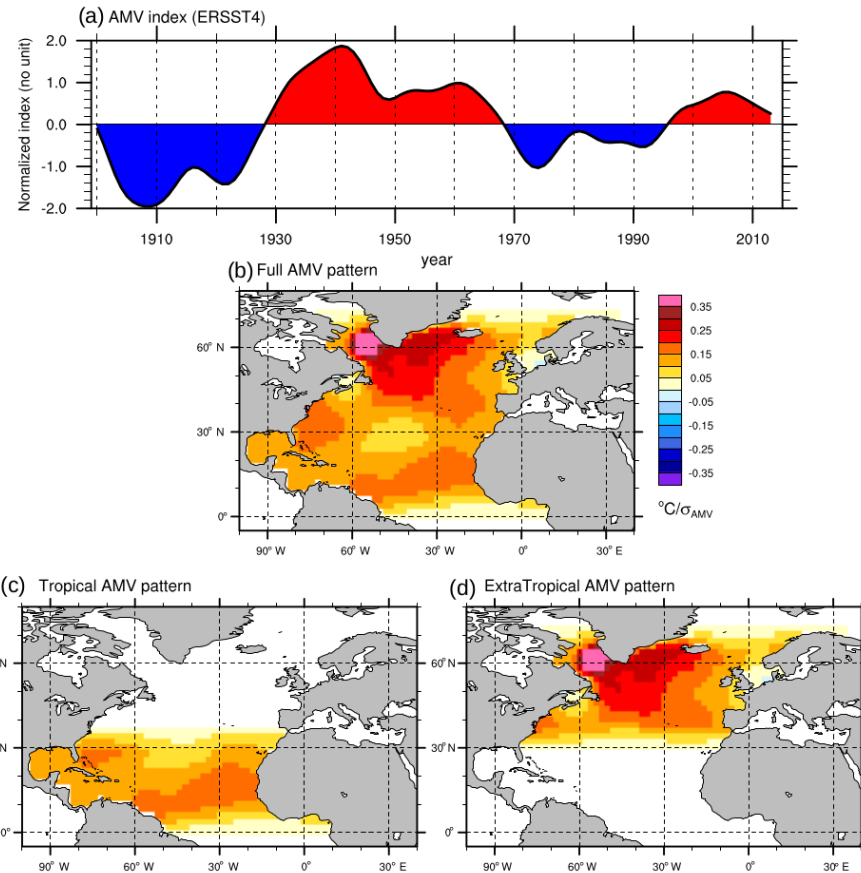 (a) AMV index (ERSST4)
Normalized index (no unit)
2.0
1.0
0.0
-1.0
-2.0
1910 1930 1950 1970 1990 2010
year
(b) Full AMV pattern
60° N
30° N
0°
90° W 60° W 30° W 0° 30° E
0.35
0.25
0.15
0.05
-0.05
-0.15
-0.25
-0.35
°C/σAMV
(c) Tropical AMV pattern
N
N
0°
90° W 60° W 30° W 0° 30° E
(d) ExtraTropical AMV pattern
60° N
30° N
0°
90° W 60° W 30° W 0° 30° E